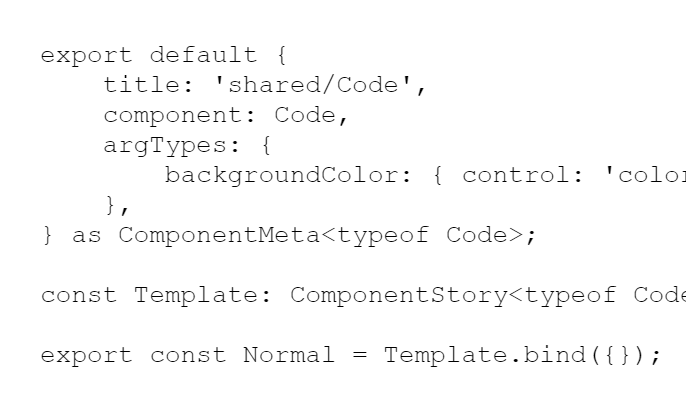 export default {
    title: 'shared/Code',
    component: Code,
    argTypes: {
        backgroundColor: { control: 'color
    },
} as ComponentMeta<typeof Code>;
const Template: ComponentStory<typeof Code
export const Normal = Template.bind({});